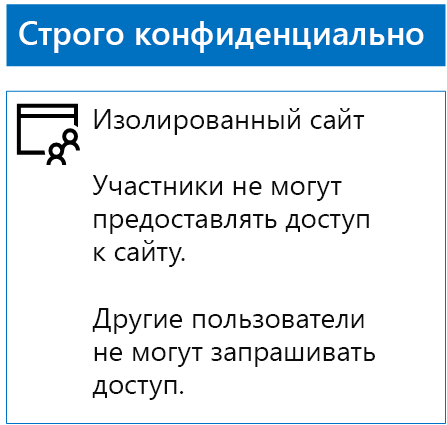 Строго конфиденциально
Изолированный сайт
Участники не могут
предоставлять доступ
к сайту.
Другие пользователи
не могут запрашивать
доступ.